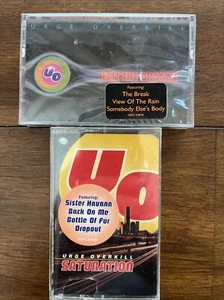 URGE OVERKILL
UO
Featuring:
The Break
View Of The Rain
Somebody Else's Body
UO
Featuring:
Sister Havana
Back On Me
Bottle Of Fur
Dropout
URGE OVERKILL
SATURATION